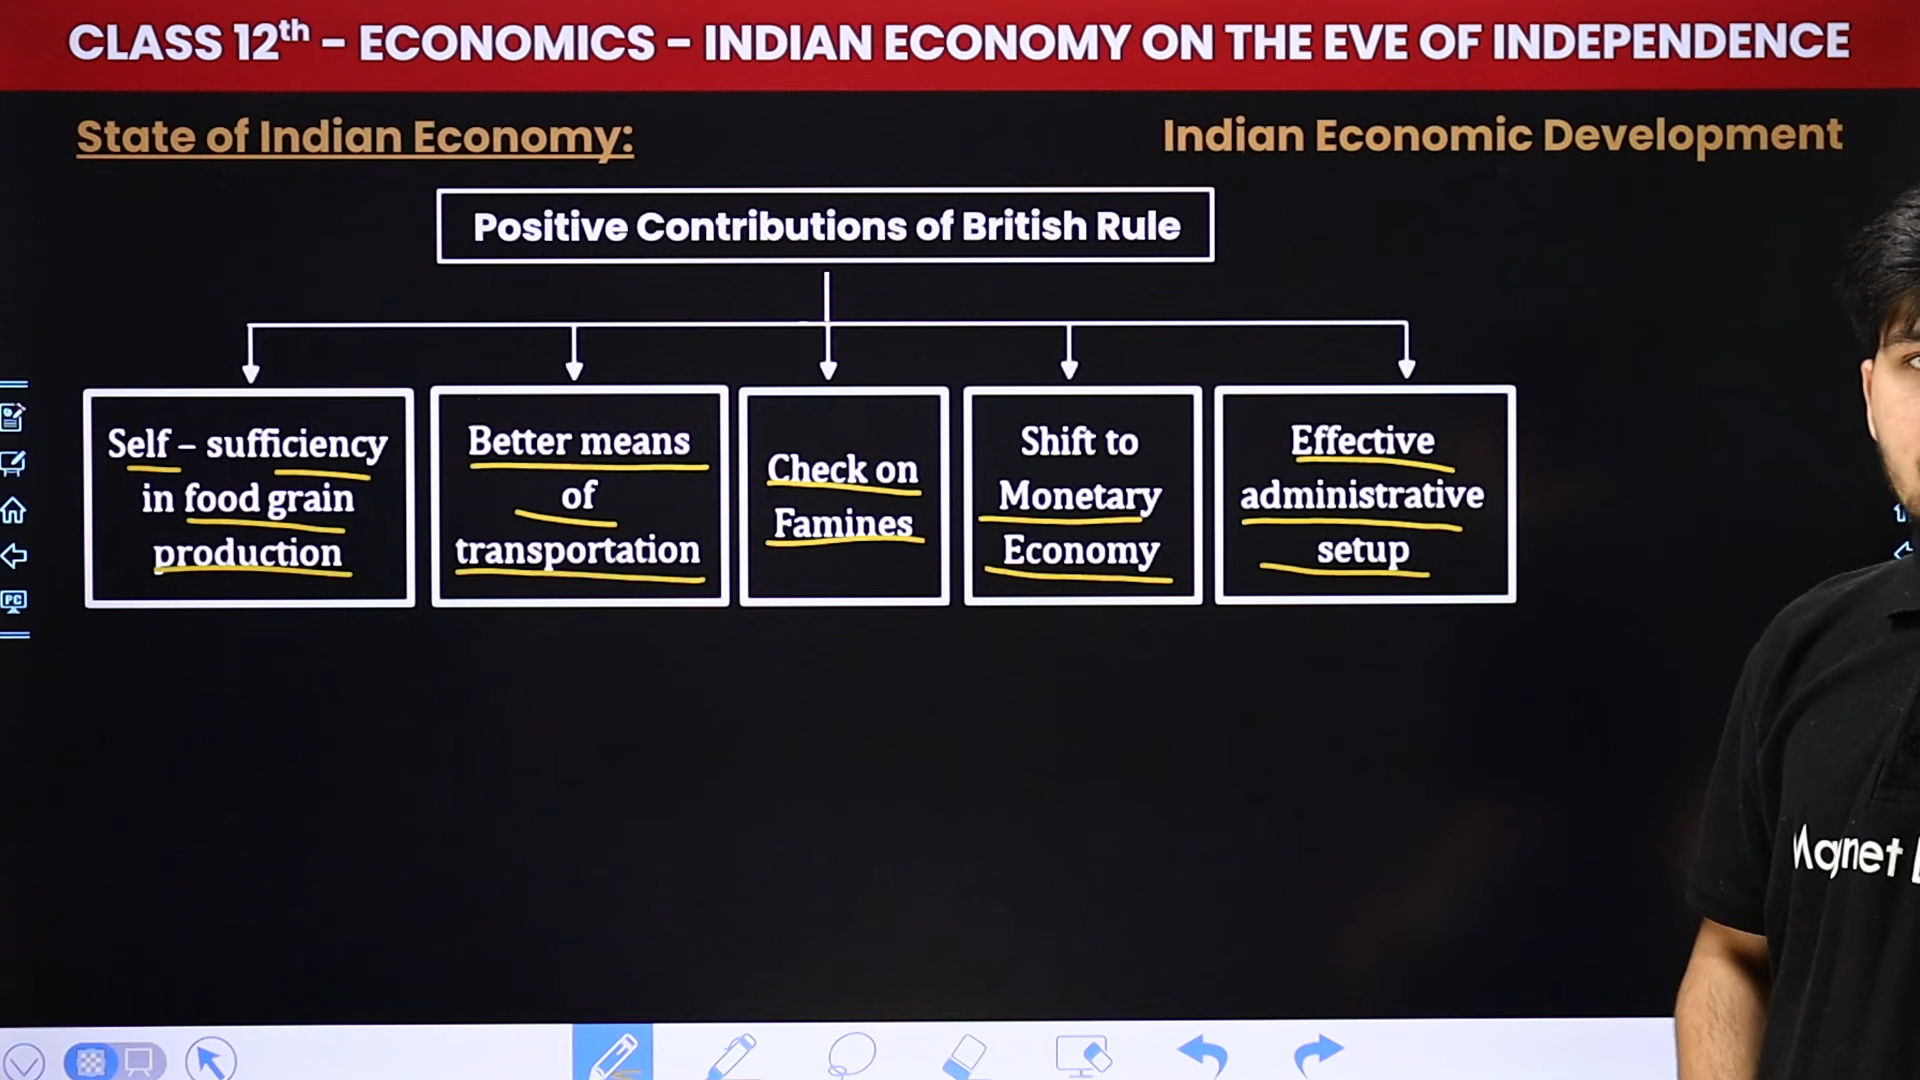 CLASS 12th - ECONOMICS - INDIAN ECONOMY ON THE EVE OF INDEPENDENCE
State of Indian Economy:
Indian Economic Development
Positive Contributions of British Rule
Self – sufficiency
in food grain
production
Better means
of
transportation
Check on
Famines
Shift to
Monetary
Economy
Effective
administrative
setup
PC
Magnet